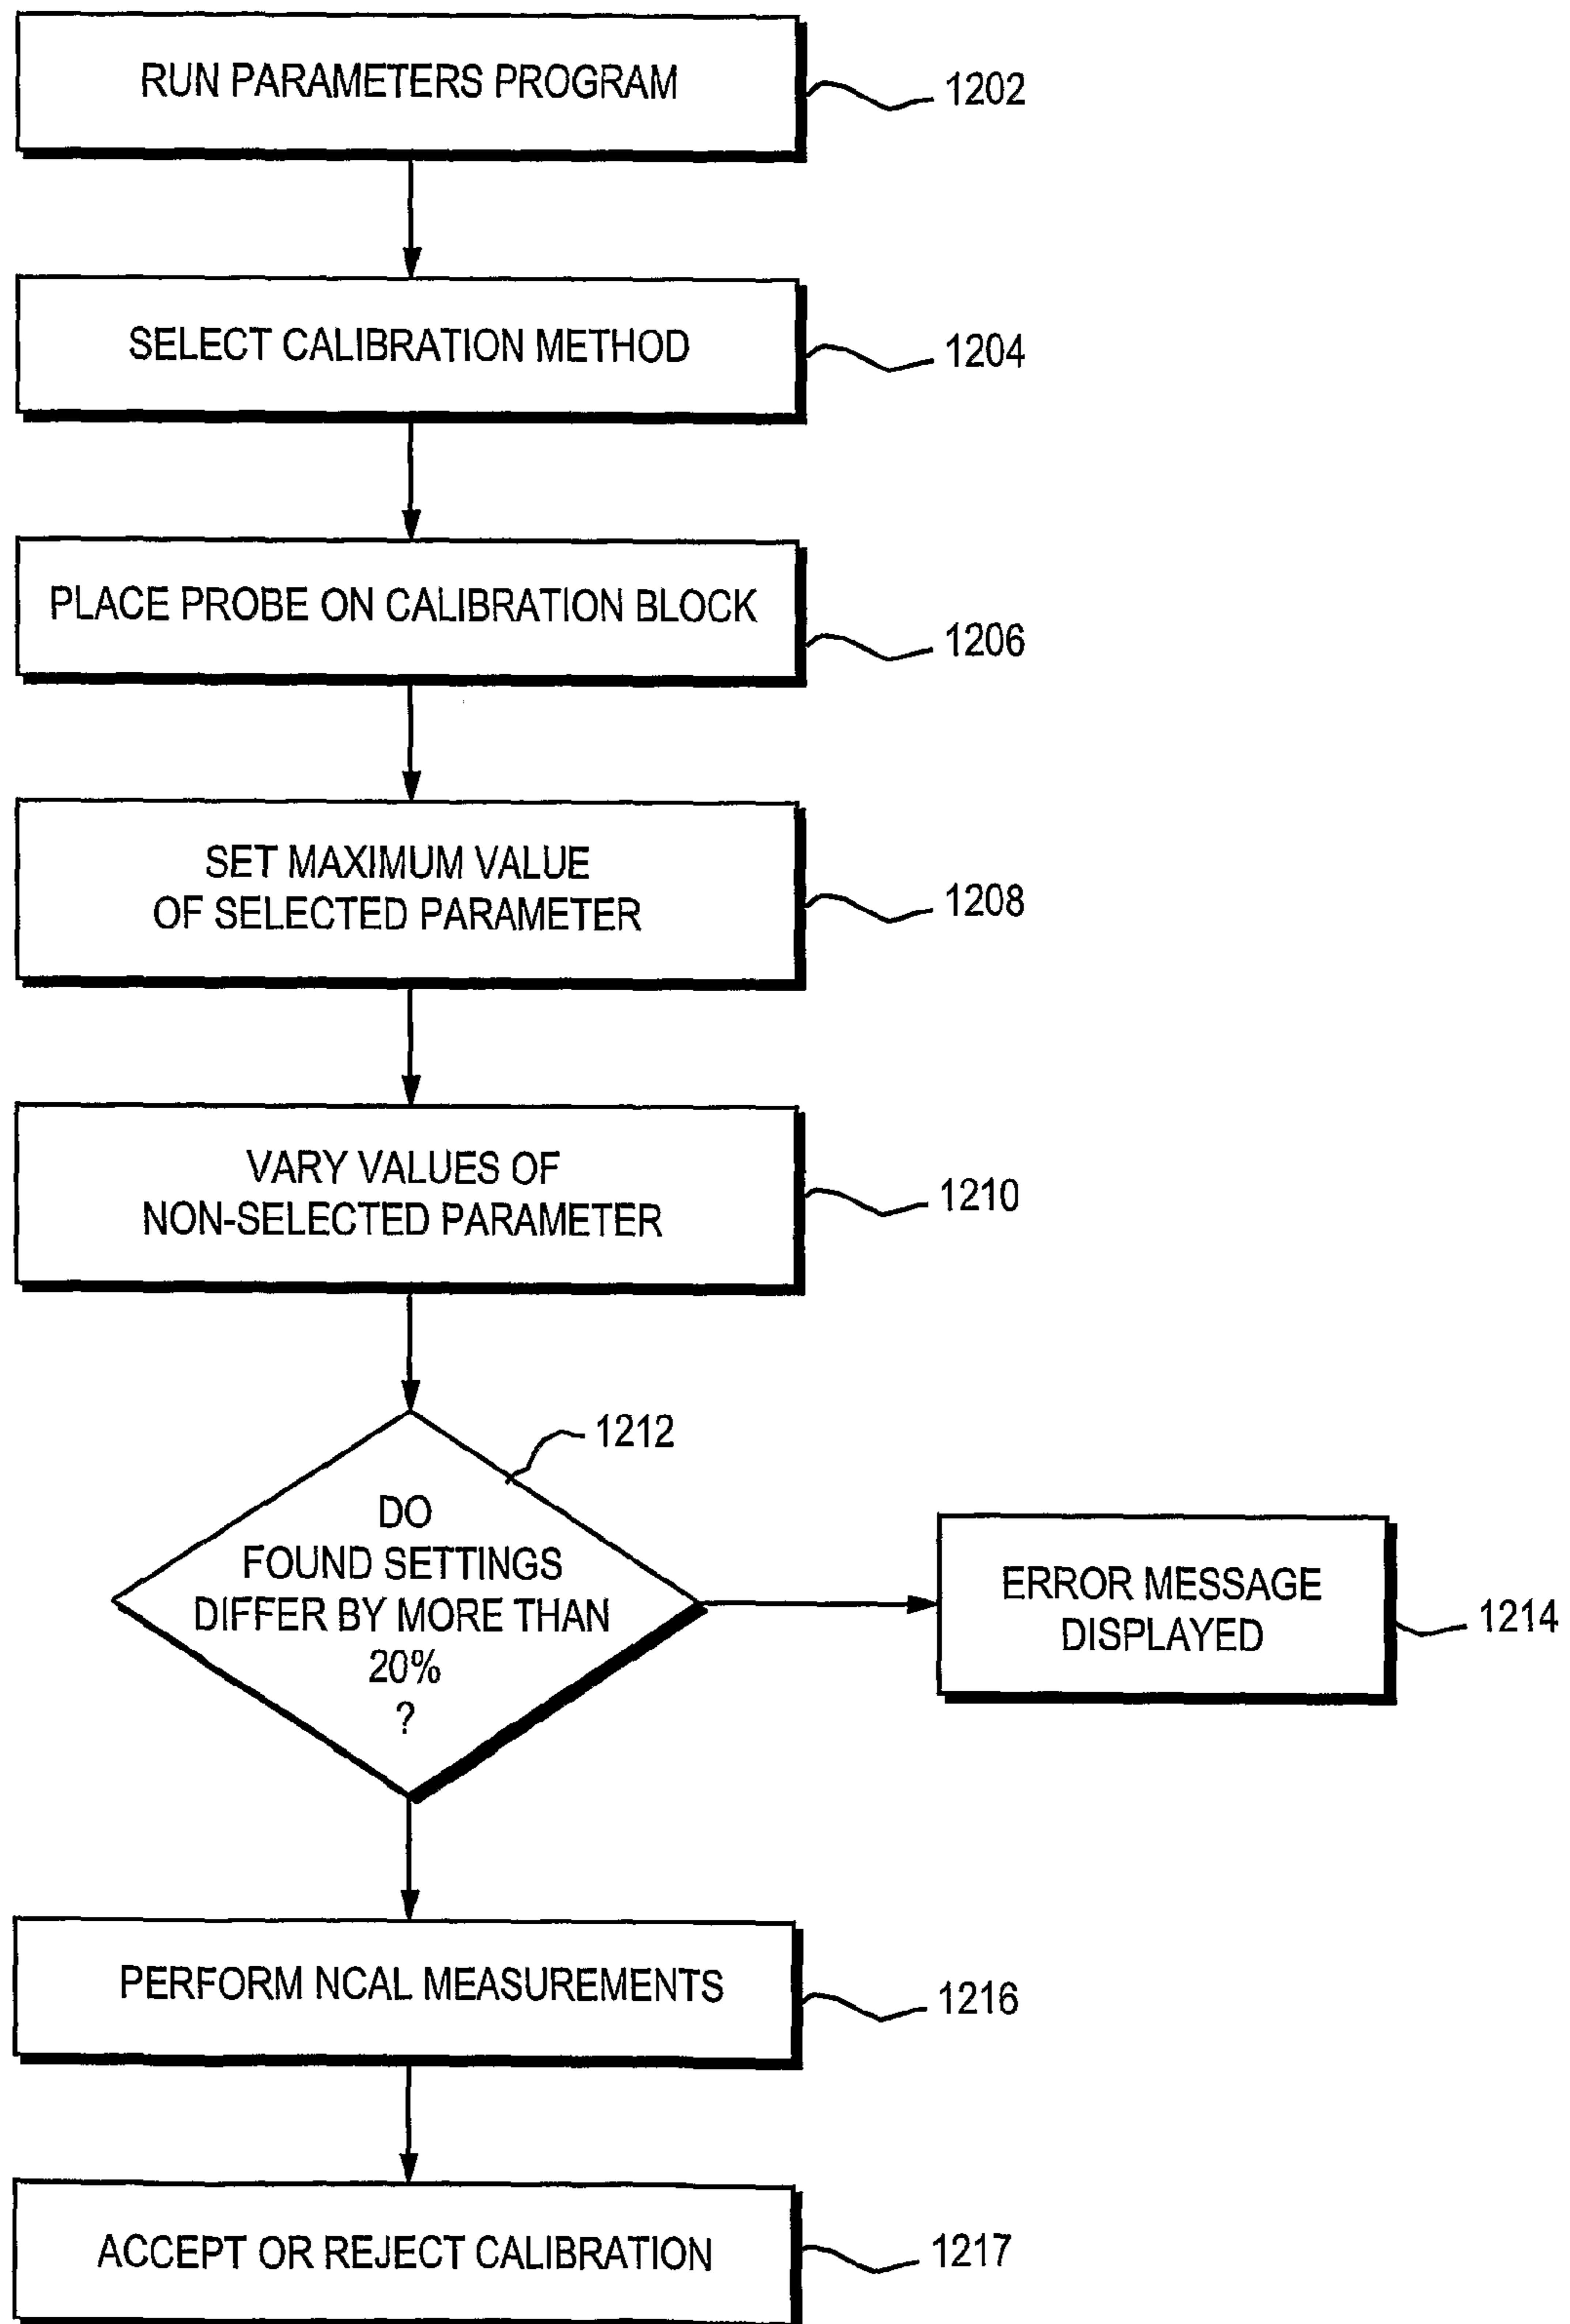 RUN PARAMETERS PROGRAM
1202
SELECT CALIBRATION METHOD
1204
PLACE PROBE ON CALIBRATION BLOCK
1206
SET MAXIMUM VALUE
OF SELECTED PARAMETER
1208
VARY VALUES OF
NON-SELECTED PARAMETER
1210
1212
DO
FOUND SETTINGS
DIFFER BY MORE THAN
20%
?
ERROR MESSAGE
DISPLAYED
1214
PERFORM NCAL MEASUREMENTS
1216
ACCEPT OR REJECT CALIBRATION
1217